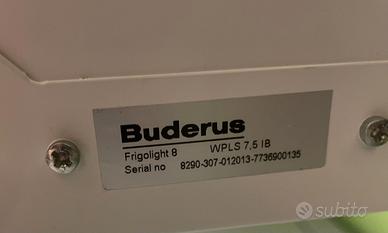 Buderus
Frigolight 8 WPLS 7.5 IB
Serial no 8290-307-012013-7736900135
subito